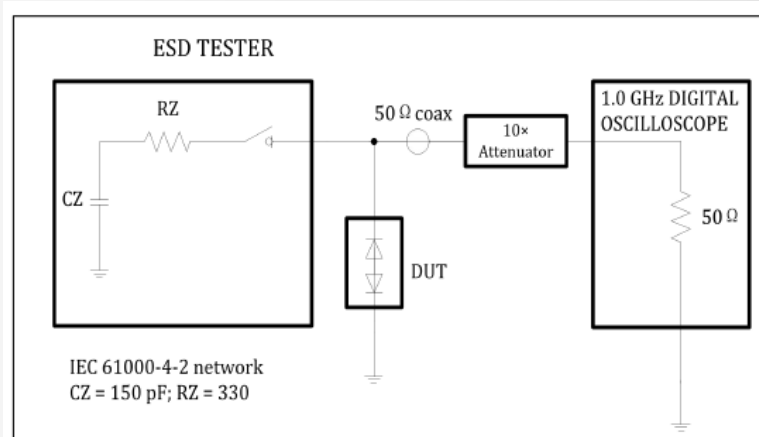 ESD TESTER
RZ
CZ
50 Ω coax
10×
Attenuator
1.0 GHz DIGITAL
OSCILLOSCOPE
50 Ω
DUT
IEC 61000-4-2 network
CZ = 150 pF; RZ = 330